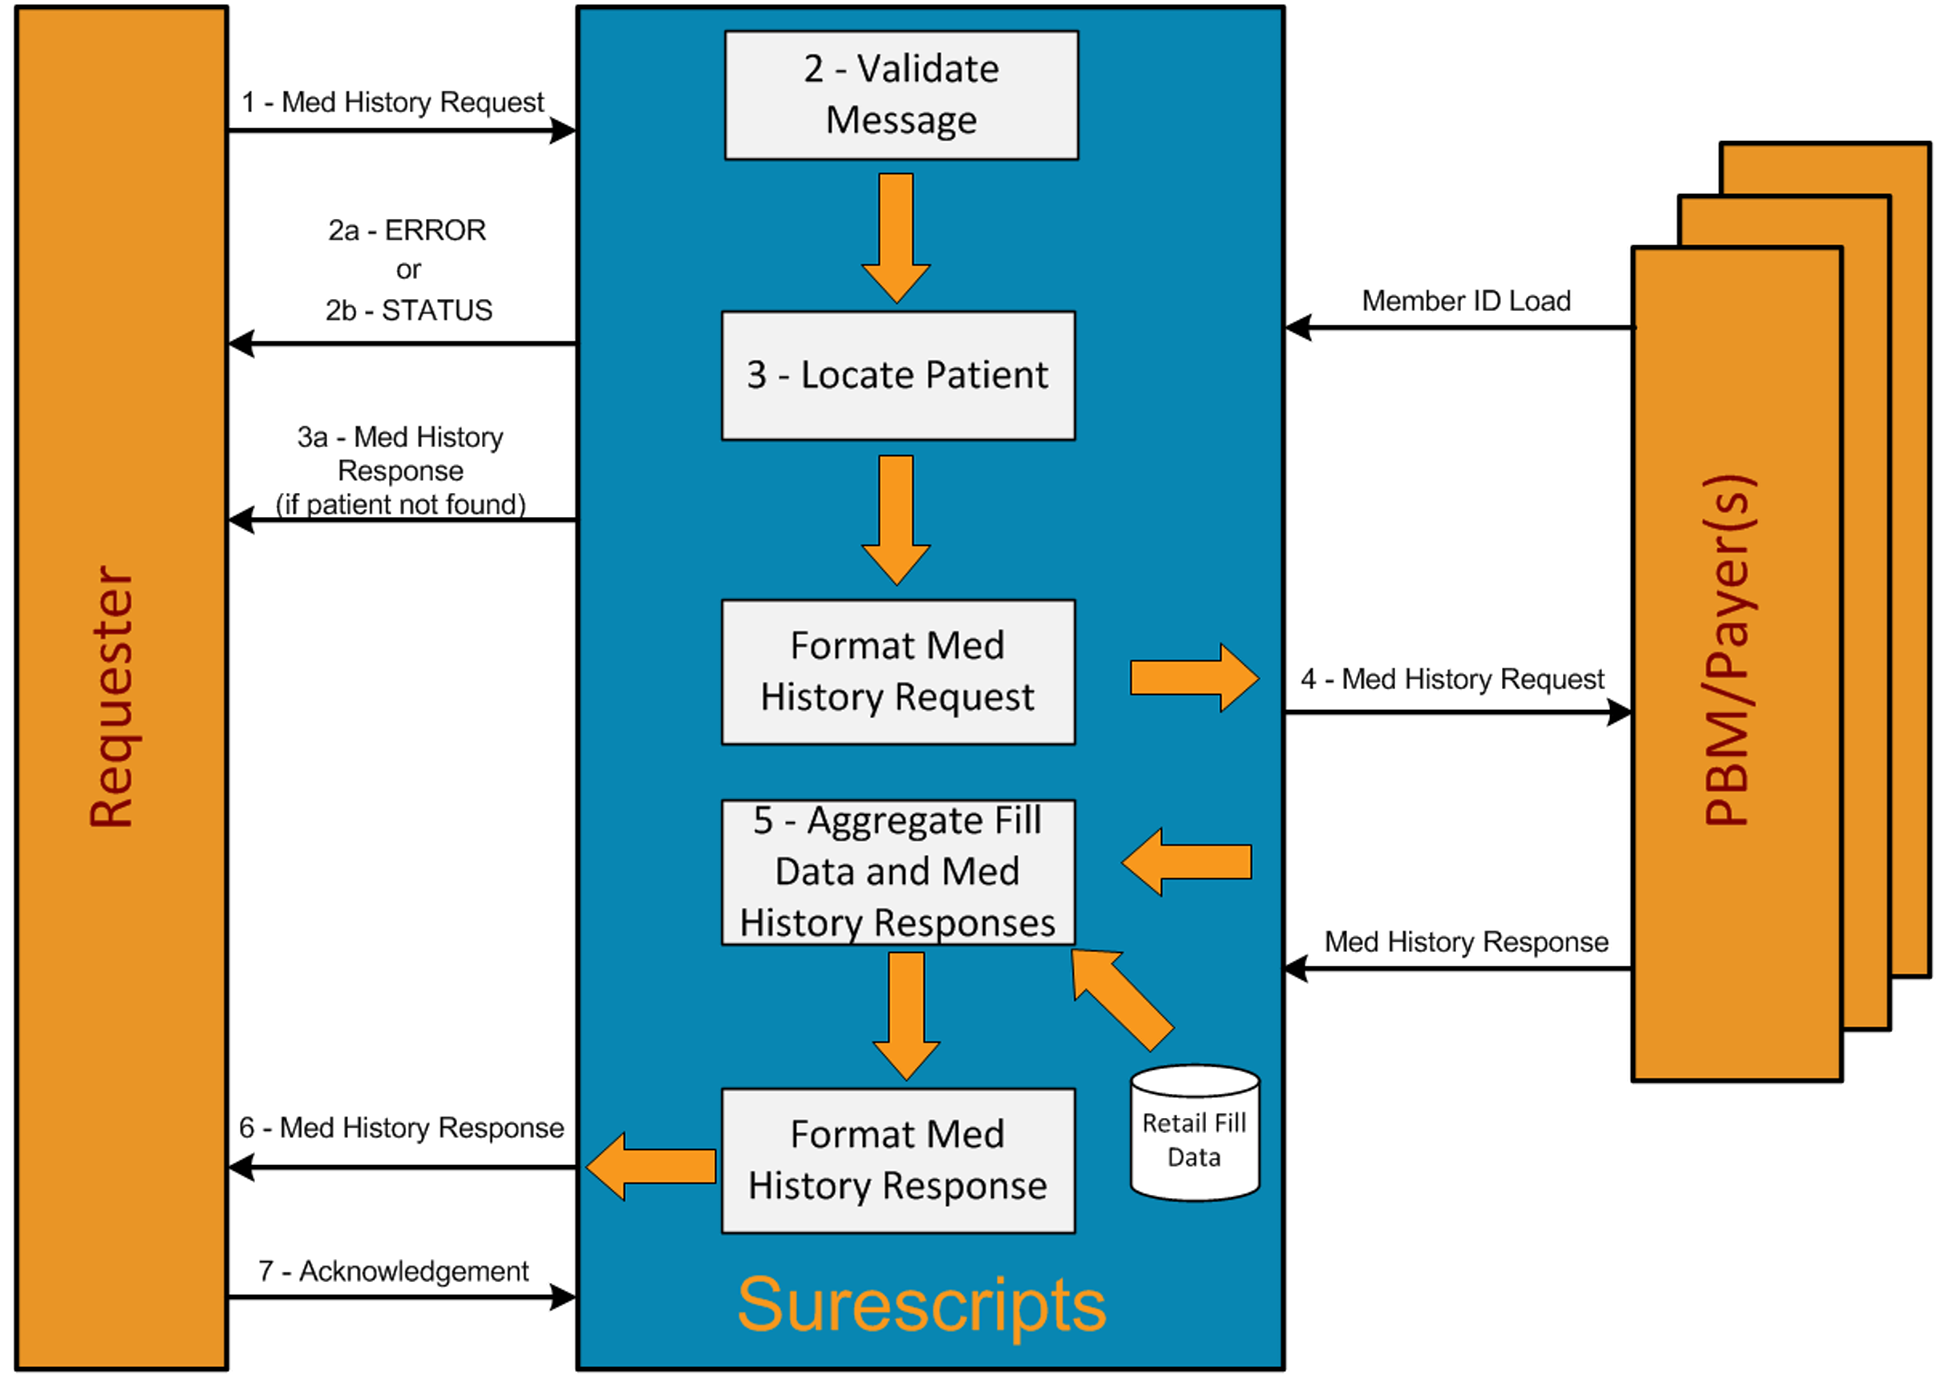 1 - Med History Request
2a - ERROR
or
2b - STATUS
3a - Med History
Response
(if patient not found)
6 - Med History Response
7 - Acknowledgement
Requester
2 - Validate
Message
3 - Locate Patient
Format Med
History Request
5 - Aggregate Fill
Data and Med
History Responses
Format Med
History Response
Retail Fill
Data
Surescripts
Member ID Load
4 - Med History Request
Med History Response
PBM/Payer(s)